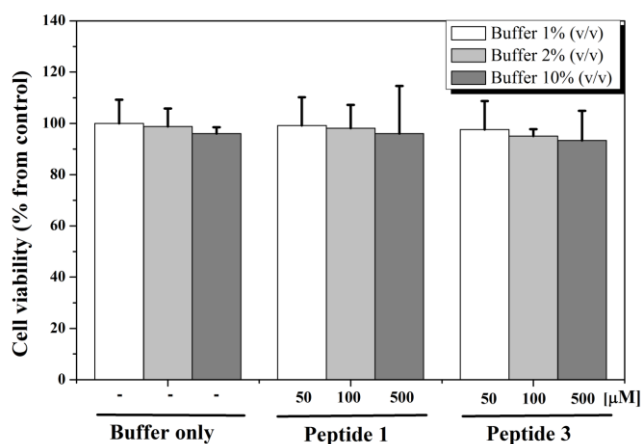 Buffer 1% (v/v)
Buffer 2% (v/v)
Buffer 10% (v/v)
Cell viability (% from control)
160
140
120
100
80
60
40
20
0
- - - 50 100 500 50 100 500 [μM]
Buffer only Peptide 1 Peptide 3